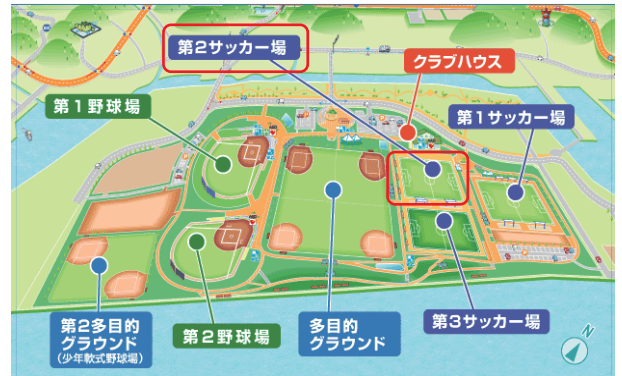 第2サッカー場
クラブハウス
第1野球場
第1サッカー場
第2多目的
グラウンド
（少年軟式野球場）
第2野球場
多目的
グラウンド
第3サッカー場
N